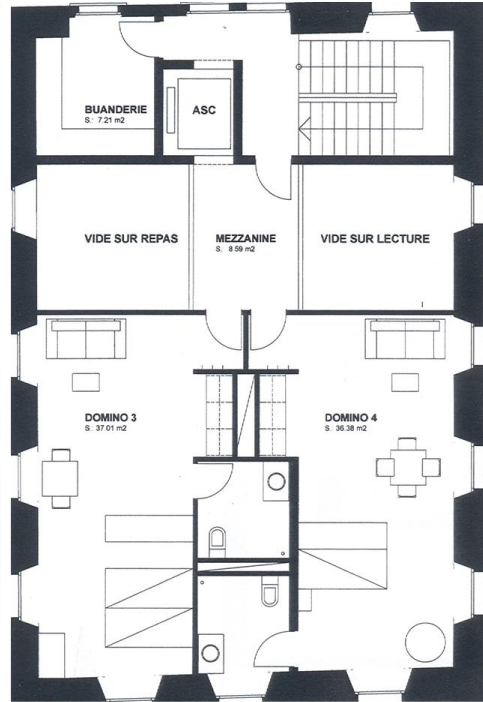 BUANDERIE
S.: 7.21 m2
ASC
VIDE SUR REPAS
MEZZANINE
S. 8.59 m2
VIDE SUR LECTURE
DOMINO 3
S.: 37.01 m2
DOMINO 4
S.: 36.38 m2